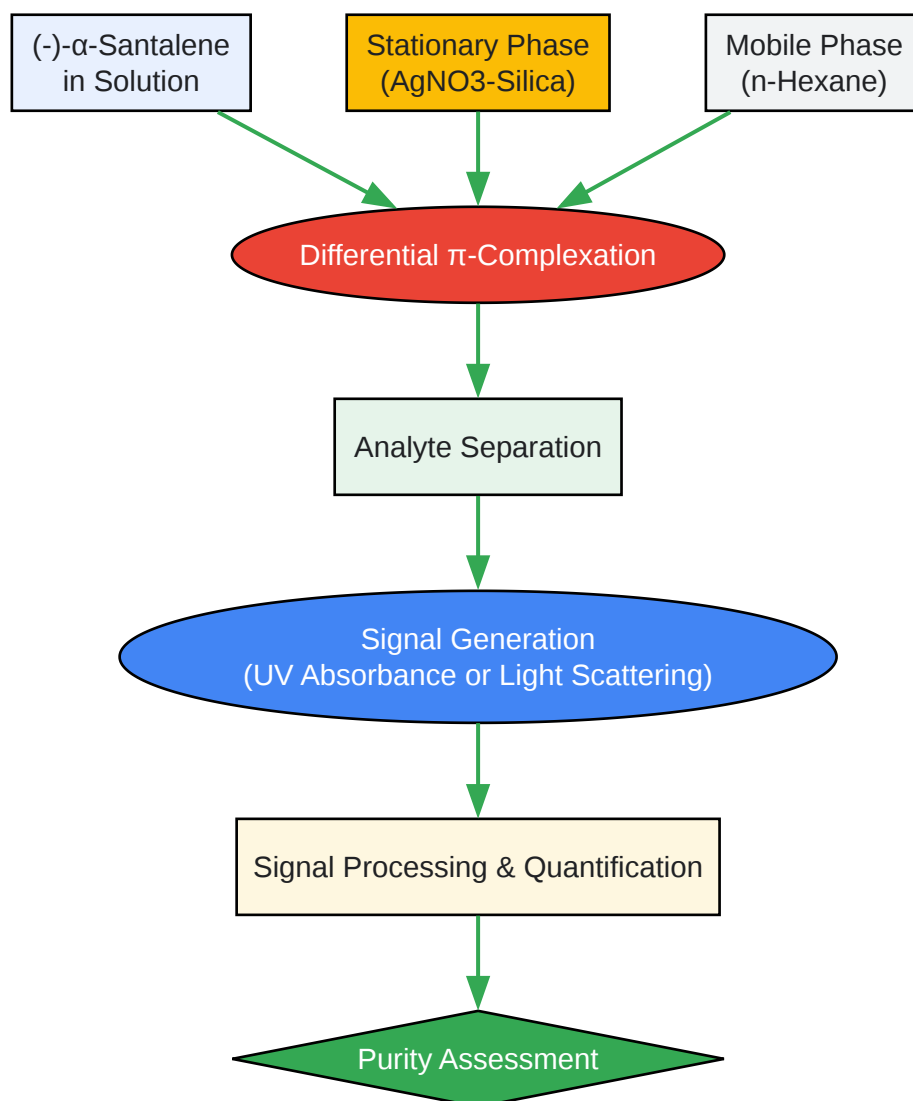 (-)-α-Santalene
in Solution
Stationary Phase
(AgNO3-Silica)
Mobile Phase
(n-Hexane)
Differential π-Complexation
Analyte Separation
Signal Generation
(UV Absorbance or Light Scattering)
Signal Processing & Quantification
Purity Assessment